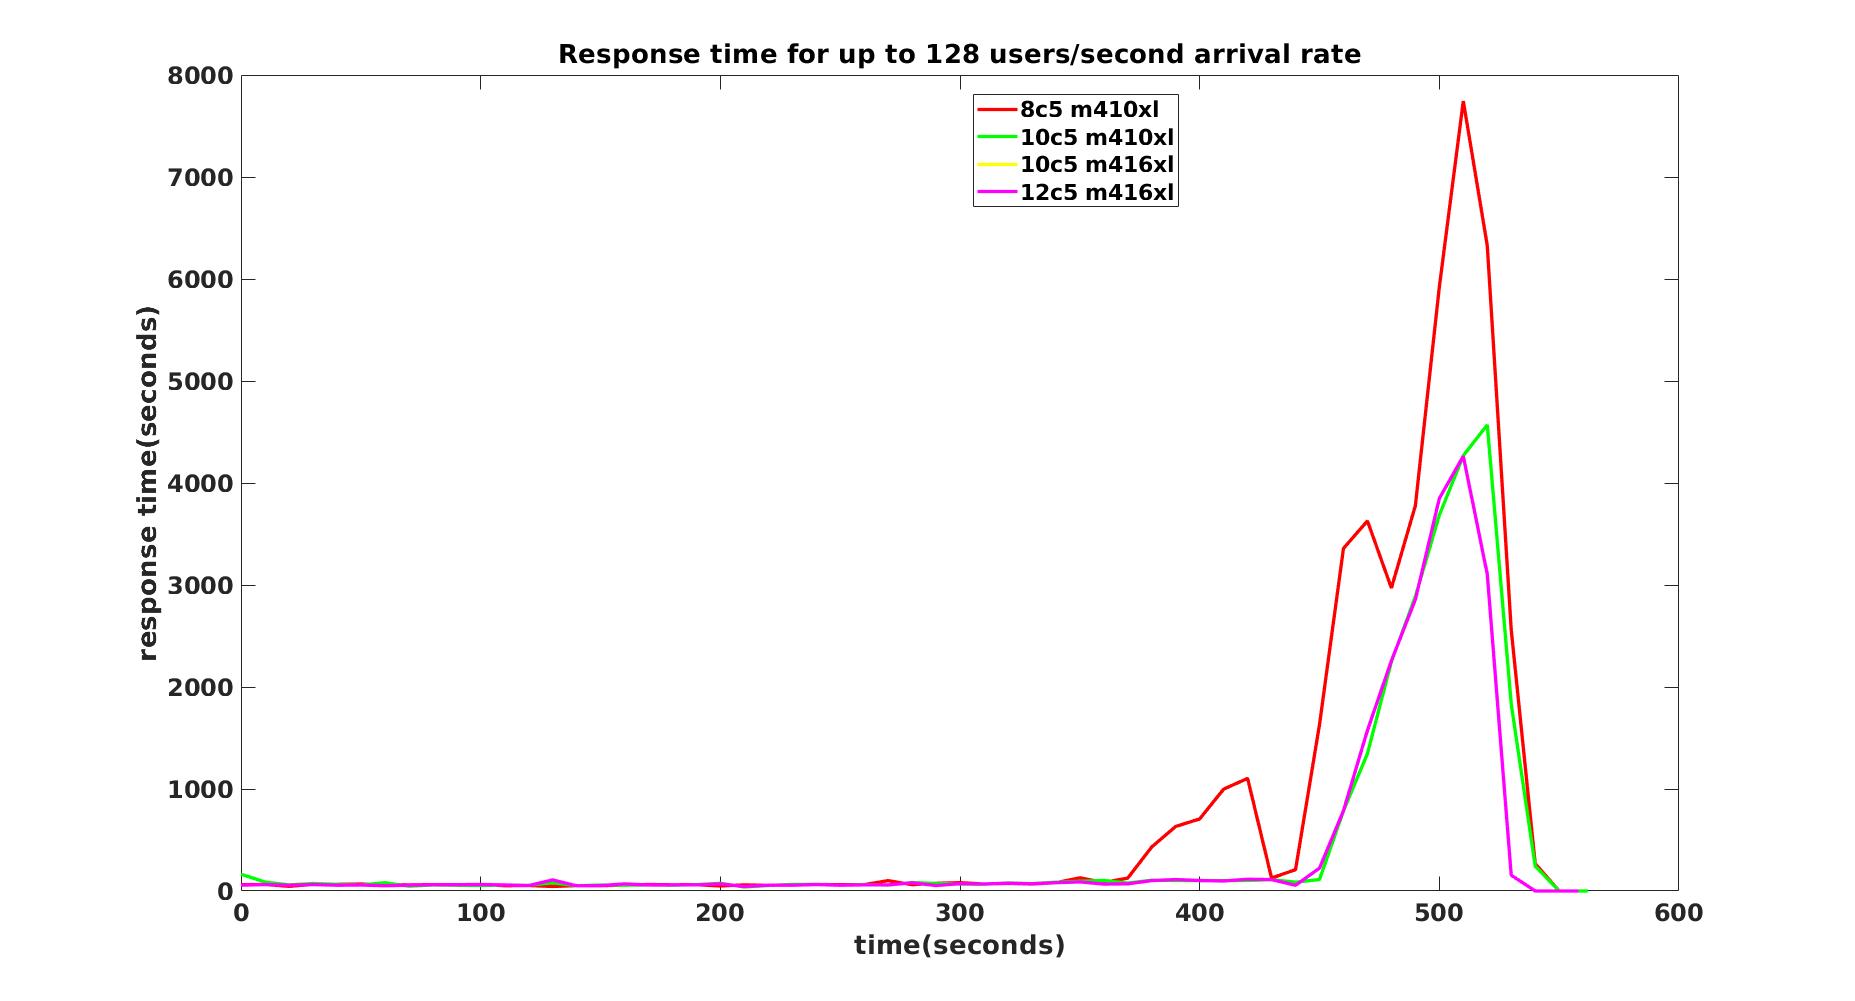 Response time for up to 128 users/second arrival rate
8000
7000
6000
5000
4000
3000
2000
1000
0
response time(seconds)
8c5 m410xl
10c5 m410xl
10c5 m416xl
12c5 m416xl
0 100 200 300 400 500 600
time(seconds)